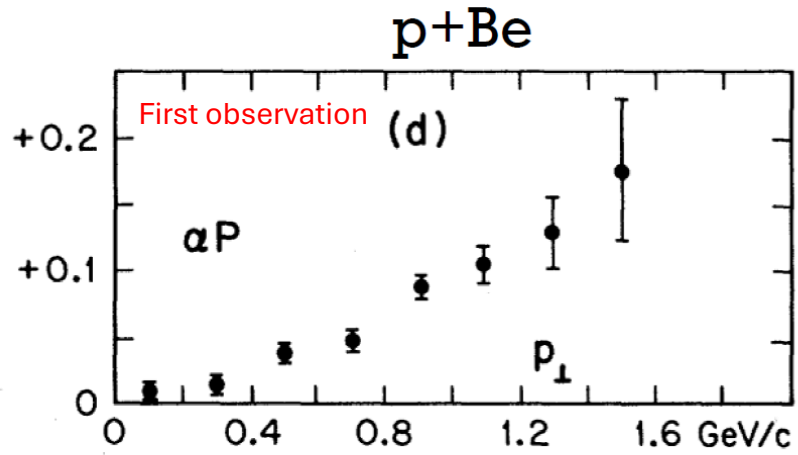 p+Be
First observation
(d)
+0.2
αP
+0.1
p⊥
0
0 0.4 0.8 1.2 1.6 GeV/c